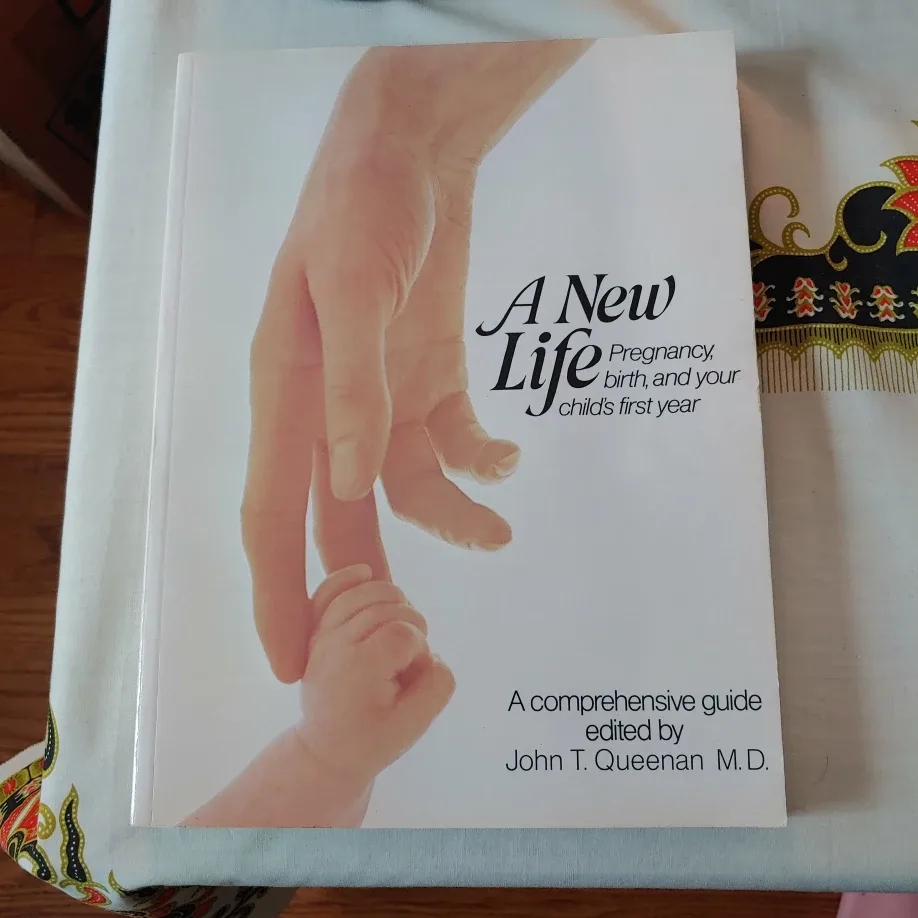 A New
Life
Pregnancy,
birth, and your
child's first year
A comprehensive guide
edited by
John T. Queenan M.D.